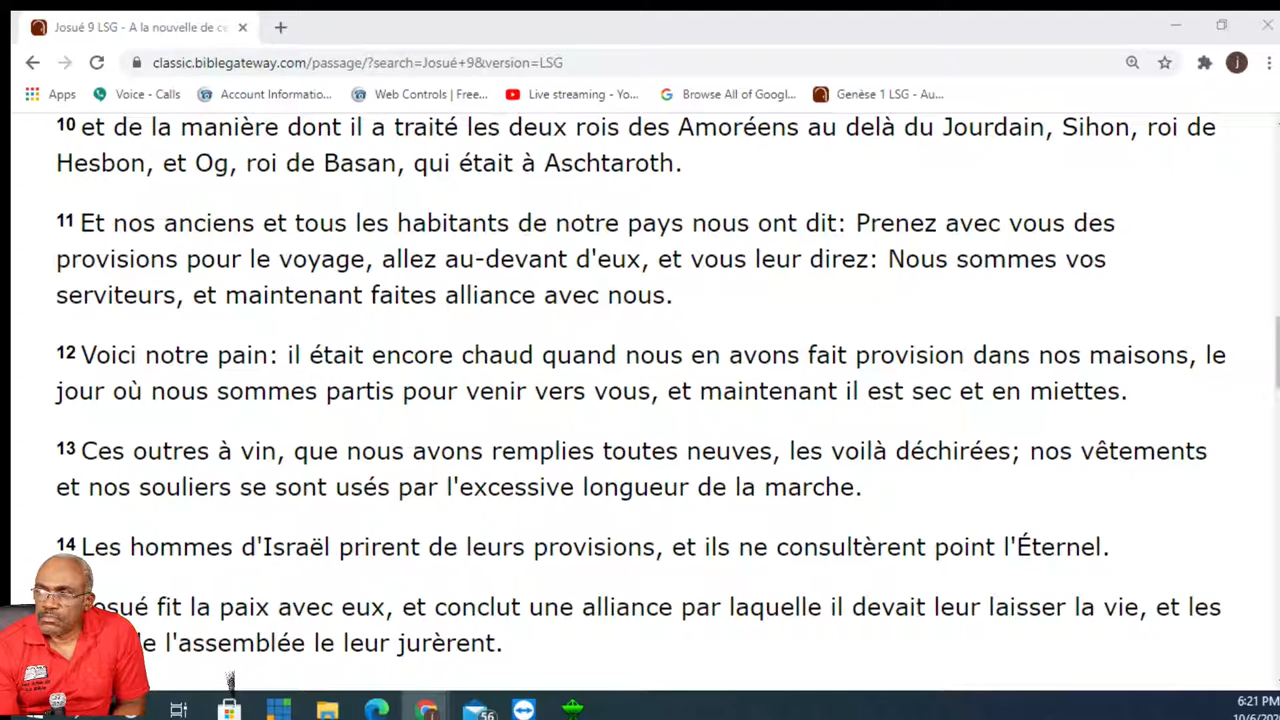 Josué 9 LSG - A la nouvelle de ce
classic.biblegateway.com/passage/?search=Josué+9&version=LSG
j
Apps Voice - Calls Account Informatio... Web Controls | Free... Live streaming - Yo... Browse All of Googl... Genèse 1 LSG - Au...
10 et de la manière dont il a traité les deux rois des Amoréens au delà du Jourdain, Sihon, roi de
Hesbon, et Og, roi de Basan, qui était à Aschtaroth.
11 Et nos anciens et tous les habitants de notre pays nous ont dit: Prenez avec vous des
provisions pour le voyage, allez au-devant d'eux, et vous leur direz: Nous sommes vos
serviteurs, et maintenant faites alliance avec nous.
12 Voici notre pain: il était encore chaud quand nous en avons fait provision dans nos maisons, le
jour où nous sommes partis pour venir vers vous, et maintenant il est sec et en miettes.
13 Ces outres à vin, que nous avons remplies toutes neuves, les voilà déchirées; nos vêtements
et nos souliers se sont usés par l'excessive longueur de la marche.
14 Les hommes d'Israël prirent de leurs provisions, et ils ne consultèrent point l'Éternel.
osué fit la paix avec eux, et conclut une alliance par laquelle il devait leur laisser la vie, et les
e l'assemblée le leur jurèrent.
56
6:21 PM